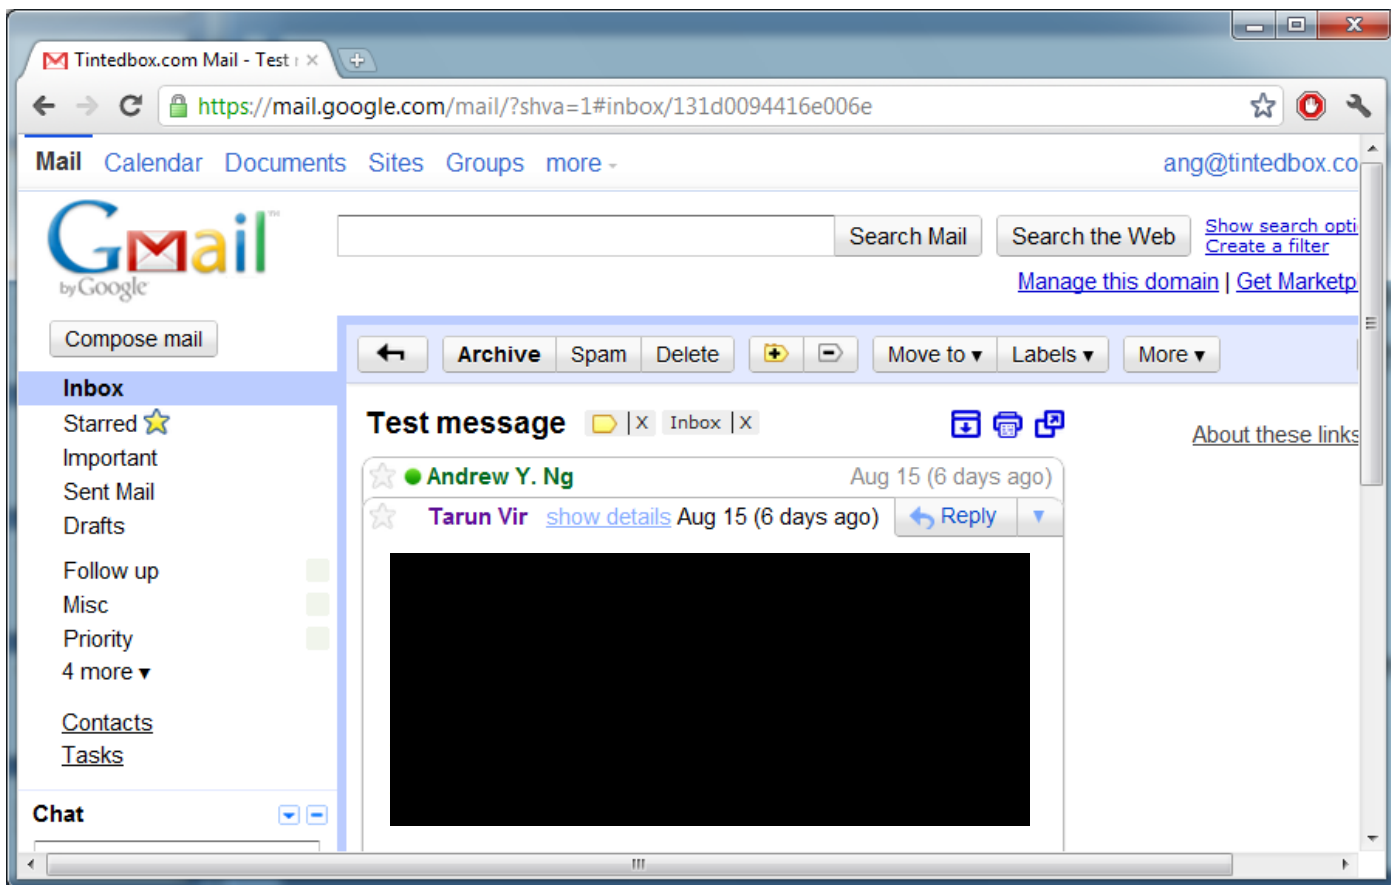 Tintedbox.com Mail - Test
https://mail.google.com/mail/?shva=1#inbox/131d0094416e006e
Mail Calendar Documents Sites Groups more
ang@tintedbox.co
Gmail
by Google
Search Mail Search the Web
Show search opti
Create a filter
Manage this domain | Get Marketp
Compose mail
Archive Spam Delete Move to ▾ Labels ▾ More ▾
Inbox
Starred
Important
Sent Mail
Drafts
Follow up
Misc
Priority
4 more ▾
Contacts
Tasks
Chat
Test message | X Inbox | X
About these links
Andrew Y. Ng Aug 15 (6 days ago)
Tarun Vir show details Aug 15 (6 days ago) Reply